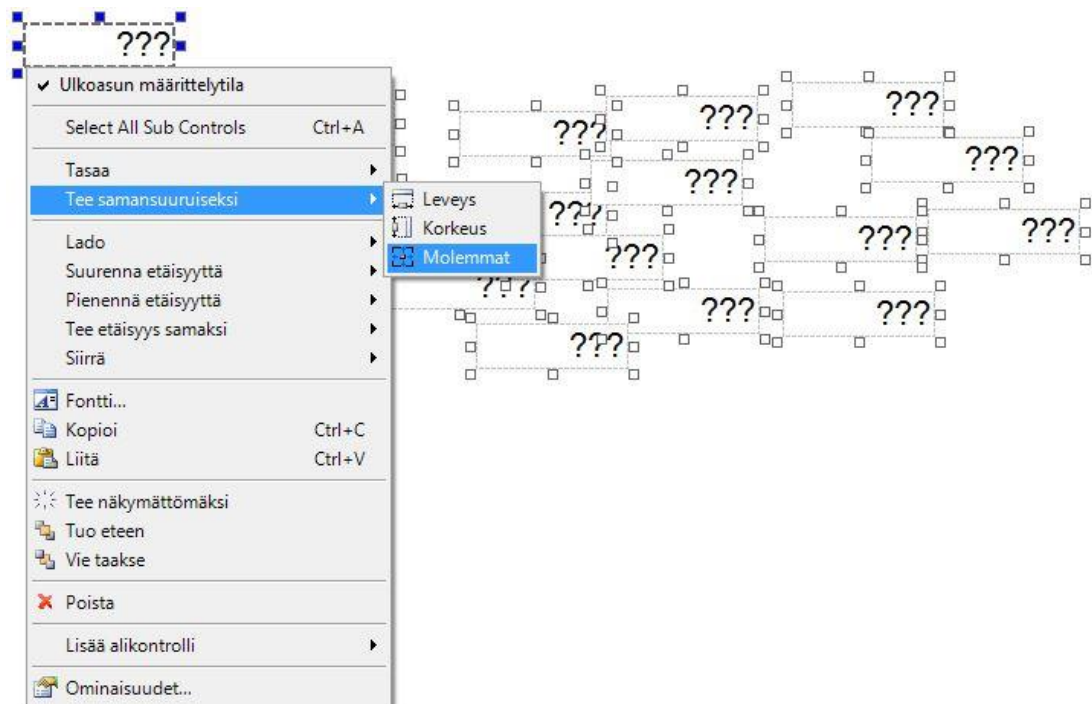 ???
✓ Ulkoasun määrittelytila
Select All Sub Controls Ctrl+A
Tasaa
Tee samansuuruiseksi
Lado
Suurenna etäisyyttä
Pienennä etäisyyttä
Tee etäisyys samaksi
Siirrä
Fontti...
Kopioi Ctrl+C
Liitä Ctrl+V
Tee näkymättömäksi
Tuo eteen
Vie taakse
Poista
Lisää alikontrolli
Ominaisuudet...
Leveys
Korkeus
Molemmat
???
???
???
???
???
???
???
???
???
???
???
???
???